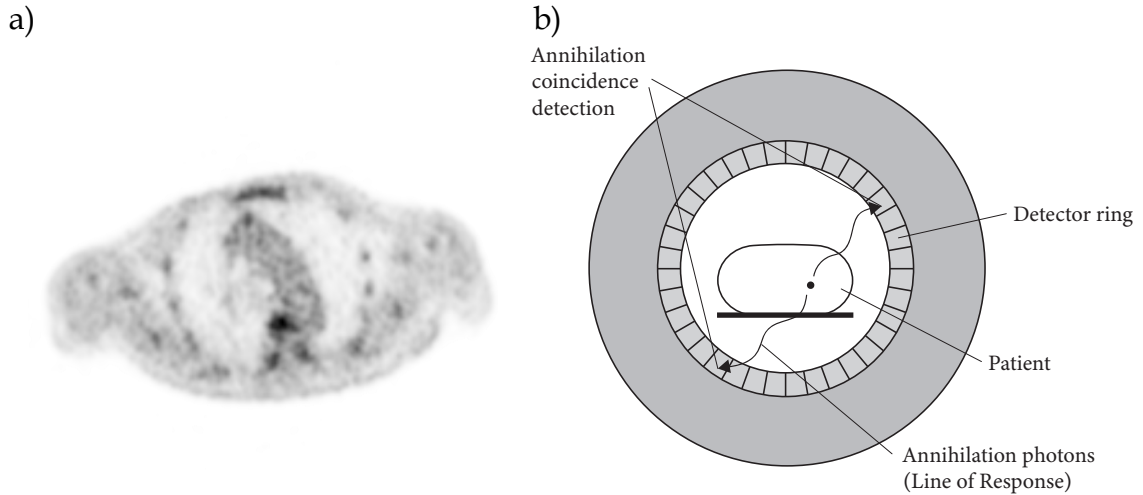 a)
b)
Annihilation
coincidence
detection
Detector ring
Patient
Annihilation photons
(Line of Response)